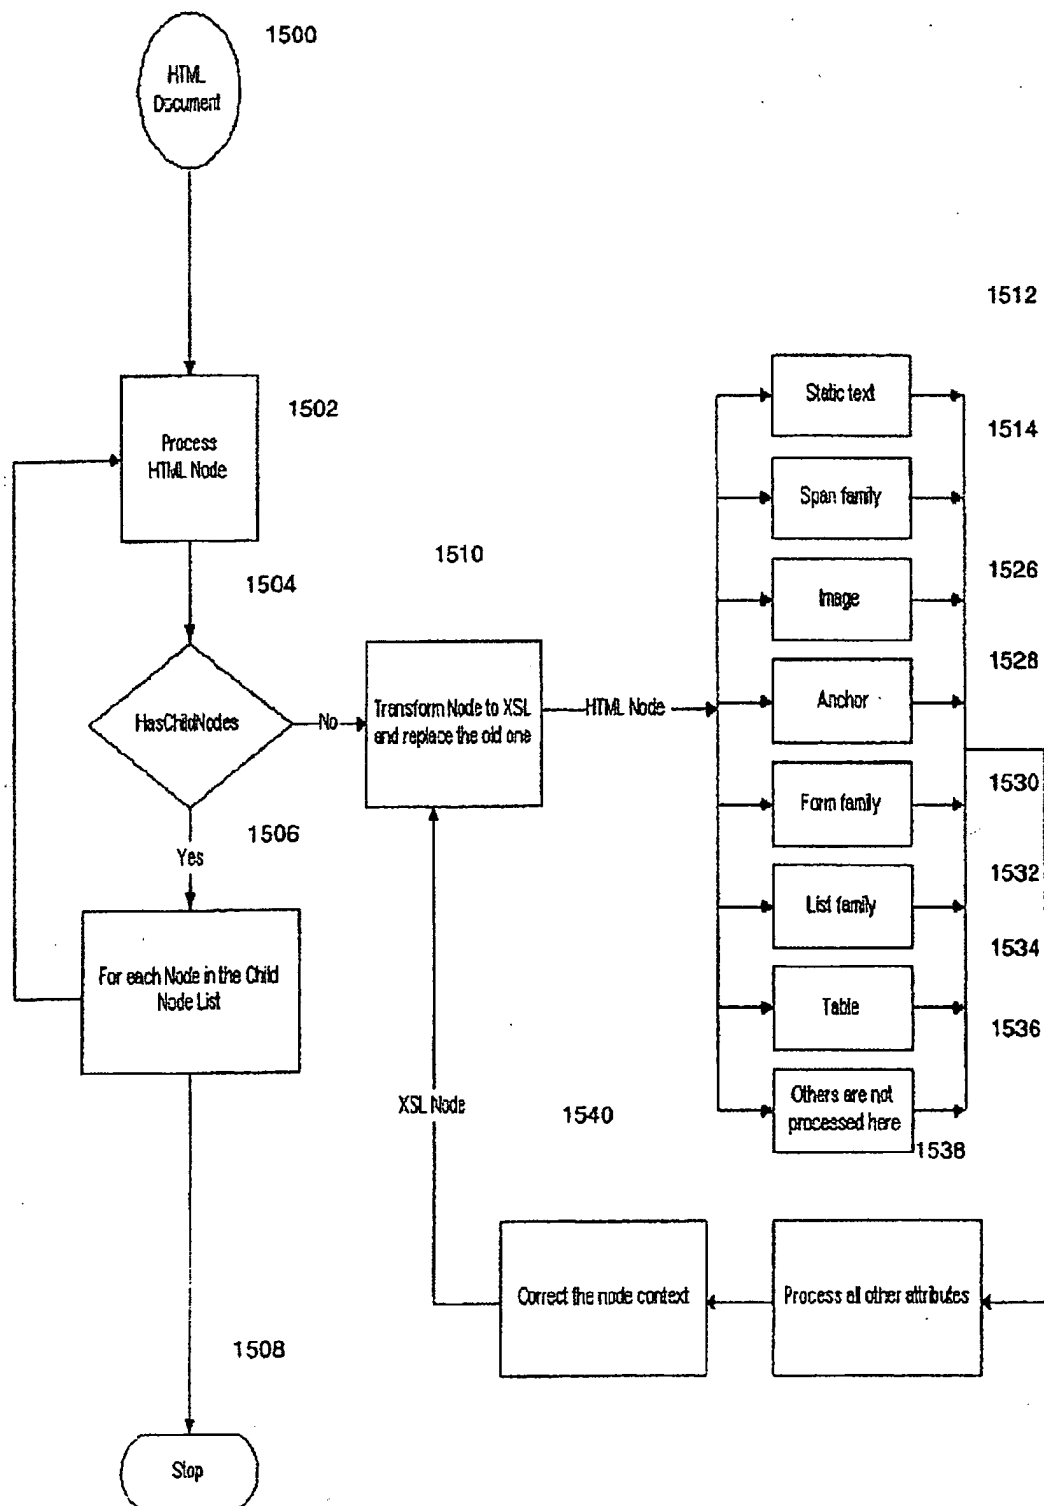 1500
HTML
Document
1512
1502
Static text
1514
Process
HTML Node
Span family
1510
1504
1526
Image
1528
HasChildNodes
No
Transform Node to XSL
and replace the old one
HTML Node
Anchor
1530
Form family
1506
Yes
1532
List family
1534
For each Node in the Child
Node List
Table
1536
XSL Node
1540
Others are not
processed here
1538
Correct the node context
Process all other attributes
1508
Stop